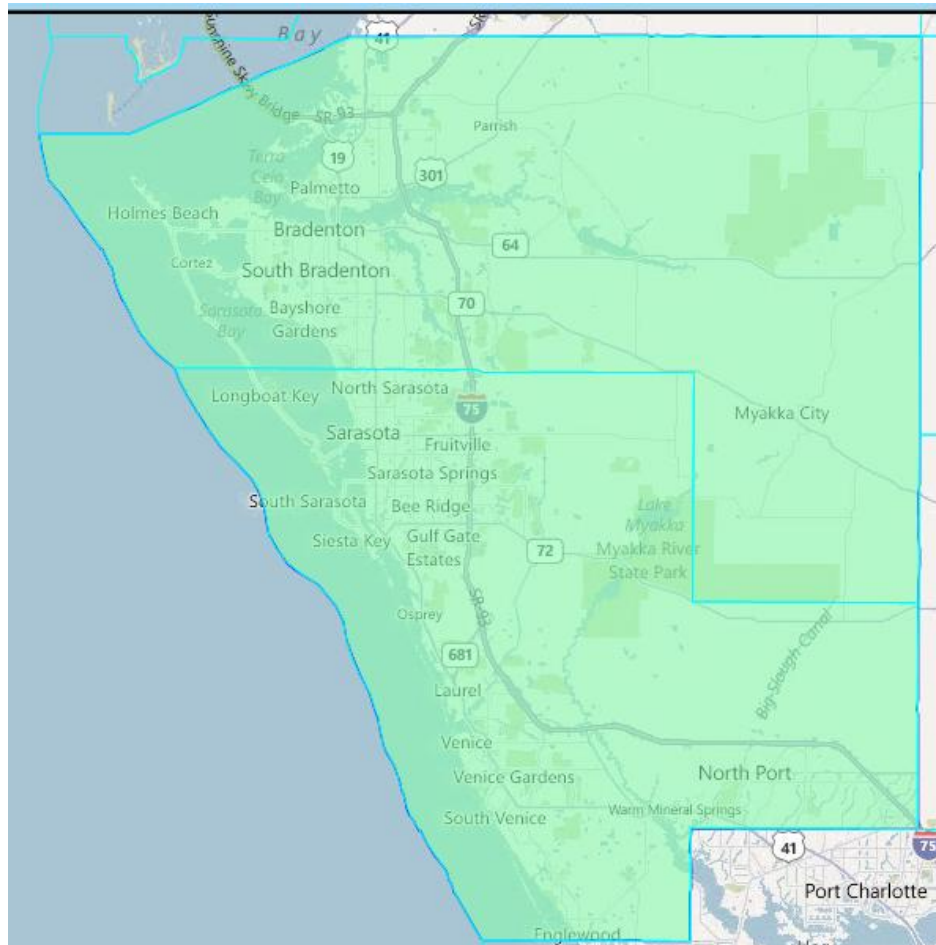 Bay
41
Sunshine Skyway Bridge
SR-93
Parrish
Terra
Ceia
Bay
19
301
Palmetto
Holmes Beach
Bradenton
64
Cortez
South Bradenton
Sarasota
Bay
Bayshore
Gardens
70
Longboat Key
North Sarasota
75
Myakka City
Sarasota
Fruitville
Sarasota Springs
South Sarasota
Bee Ridge
Lake
Myakka
Siesta Key
Gulf Gate
Estates
72
Myakka River
State Park
Osprey
SR-93
681
Big Slough Canal
Laurel
Venice
Venice Gardens
North Port
South Venice
Warm Mineral Springs
41
75
Port Charlotte
Englewood